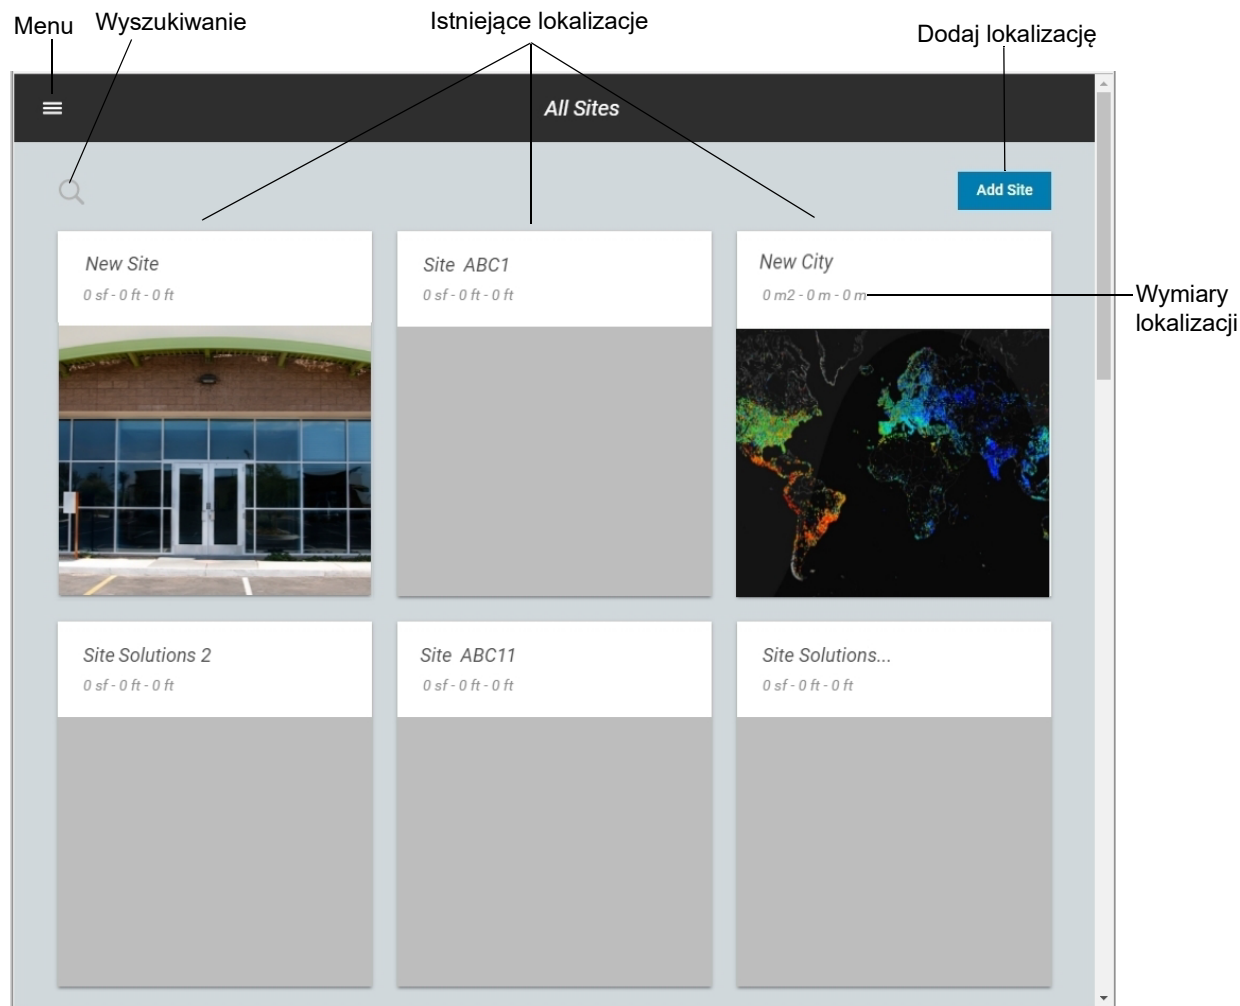 Menu
Wyszukiwanie
Istniejące lokalizacje
Dodaj lokalizację
All Sites
Add Site
New Site
0 sf - 0 ft - 0 ft
Site ABC1
0 sf - 0 ft - 0 ft
New City
0 m2 - 0 m - 0 m
Wymiary
lokalizacji
Site Solutions 2
0 sf - 0 ft - 0 ft
Site ABC11
0 sf - 0 ft - 0 ft
Site Solutions...
0 sf - 0 ft - 0 ft